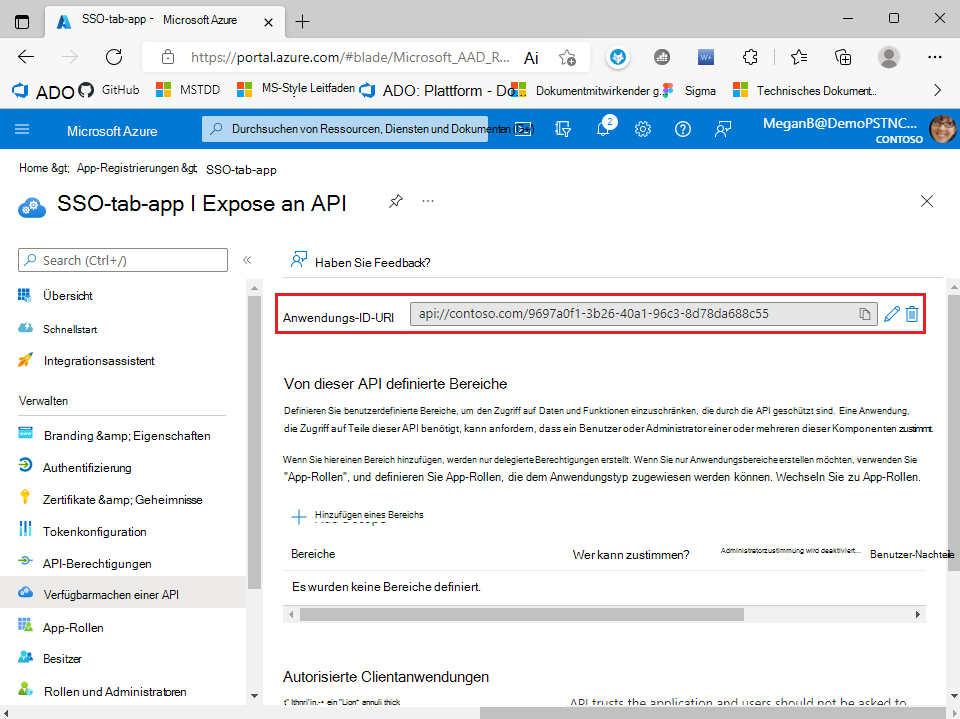 SSO-tab-app - Microsoft Azure
https://portal.azure.com/#blade/Microsoft_AAD_R...
ADO GitHub MSTDD MS-Style Leitfaden ADO: Plattform - Do Dokumentmitwirkender g. Sigma Technisches Dokument...
Microsoft Azure Durchsuchen von Ressourcen, Diensten und Dokumenten 2 MeganB@DemoPSTNC...
CONTOSO
Home &gt; App-Registrierungen &gt; SSO-tab-app
SSO-tab-app I Expose an API
Search (Ctrl+/)
Übersicht
Schnellstart
Integrationsassistent
Verwalten
Branding &amp; Eigenschaften
Authentifizierung
Zertifikate &amp; Geheimnisse
Tokenkonfiguration
API-Berechtigungen
Verfügbarmachen einer API
App-Rollen
Besitzer
Rollen und Administratoren
Haben Sie Feedback?
Anwendungs-ID-URI api://contoso.com/9697a0f1-3b26-40a1-96c3-8d78da688c55
Von dieser API definierte Bereiche
Definieren Sie benutzerdefinierte Bereiche, um den Zugriff auf Daten und Funktionen einzuschränken, die durch die API geschützt sind. Eine Anwendung,
die Zugriff auf Teile dieser API benötigt, kann anfordern, dass ein Benutzer oder Administrator einer oder mehreren dieser Komponenten zustimmt.
Wenn Sie hier einen Bereich hinzufügen, werden nur delegierte Berechtigungen erstellt. Wenn Sie nur Anwendungsbereiche erstellen möchten, verwenden Sie
"App-Rollen", und definieren Sie App-Rollen, die dem Anwendungstyp zugewiesen werden können. Wechseln Sie zu App-Rollen.
Hinzufügen eines Bereichs
Bereiche Wer kann zustimmen? Administratorzustimmung wird deaktiviert... Benutzer-Nachteile
Es wurden keine Bereiche definiert.
Autorisierte Clientanwendungen
API trusts the application and users should not be asked to